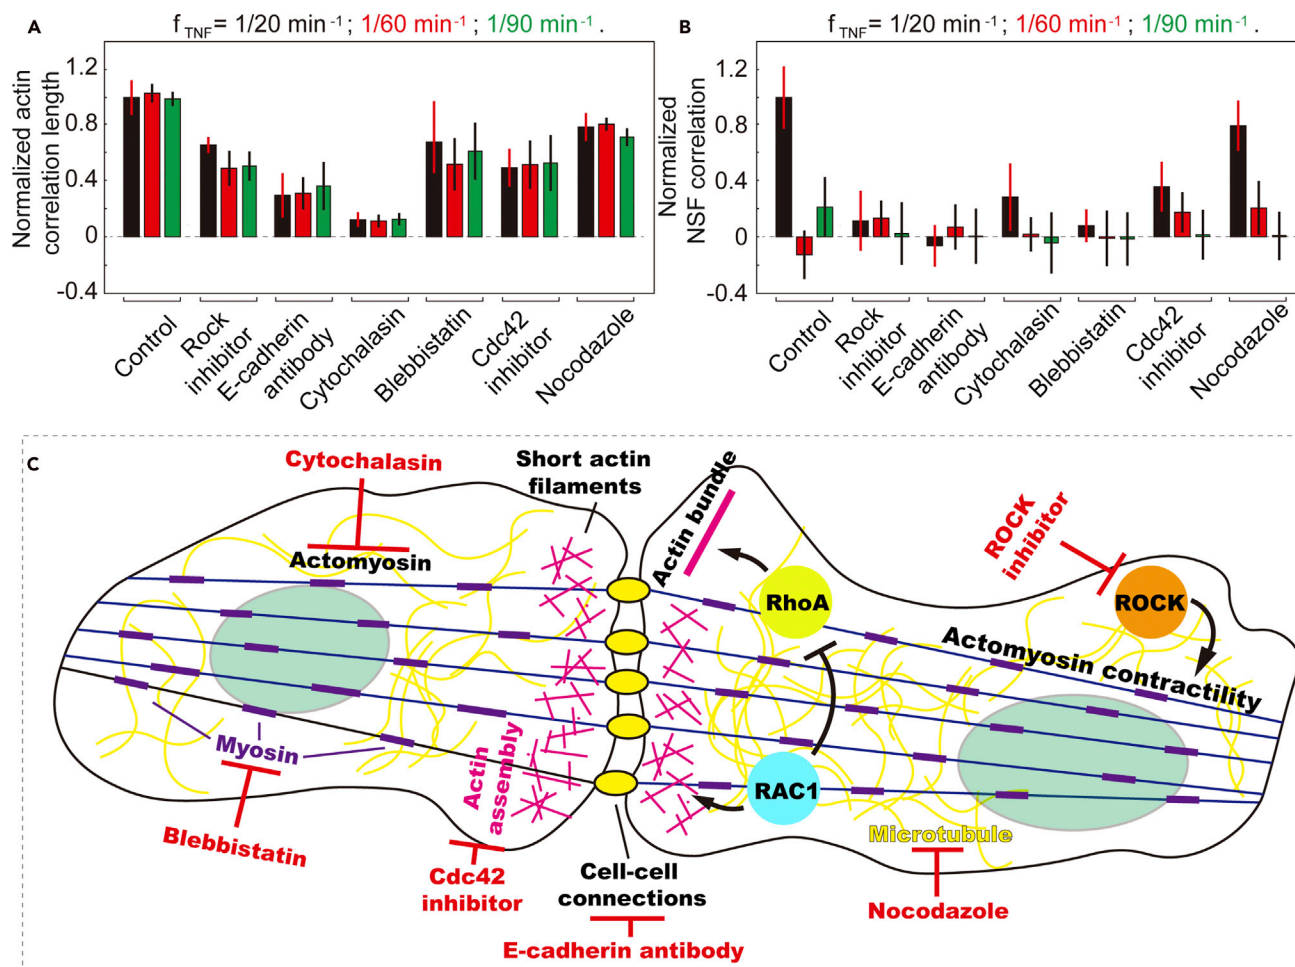 A
f TNF = 1/20 min⁻¹ ; 1/60 min⁻¹ ; 1/90 min⁻¹ .
Normalized actin
correlation length
1.2
0.8
0.4
0
-0.4
Control
Rock
inhibitor
E-cadherin
antibody
Cytochalasin
Blebbistatin
Cdc42
inhibitor
Nocodazole
B
f TNF = 1/20 min⁻¹ ; 1/60 min⁻¹ ; 1/90 min⁻¹ .
Normalized
NSF correlation
1.2
0.8
0.4
0
-0.4
Control
Rock
inhibitor
E-cadherin
antibody
Cytochalasin
Blebbistatin
Cdc42
inhibitor
Nocodazole
C
Cytochalasin
Short actin
filaments
Actin bundle
ROCK
inhibitor
Actomyosin
RhoA
ROCK
Actomyosin contractility
Myosin
Actin
assembly
RAC1
Blebbistatin
Microtubule
Cdc42
inhibitor
Cell-cell
connections
Nocodazole
E-cadherin antibody